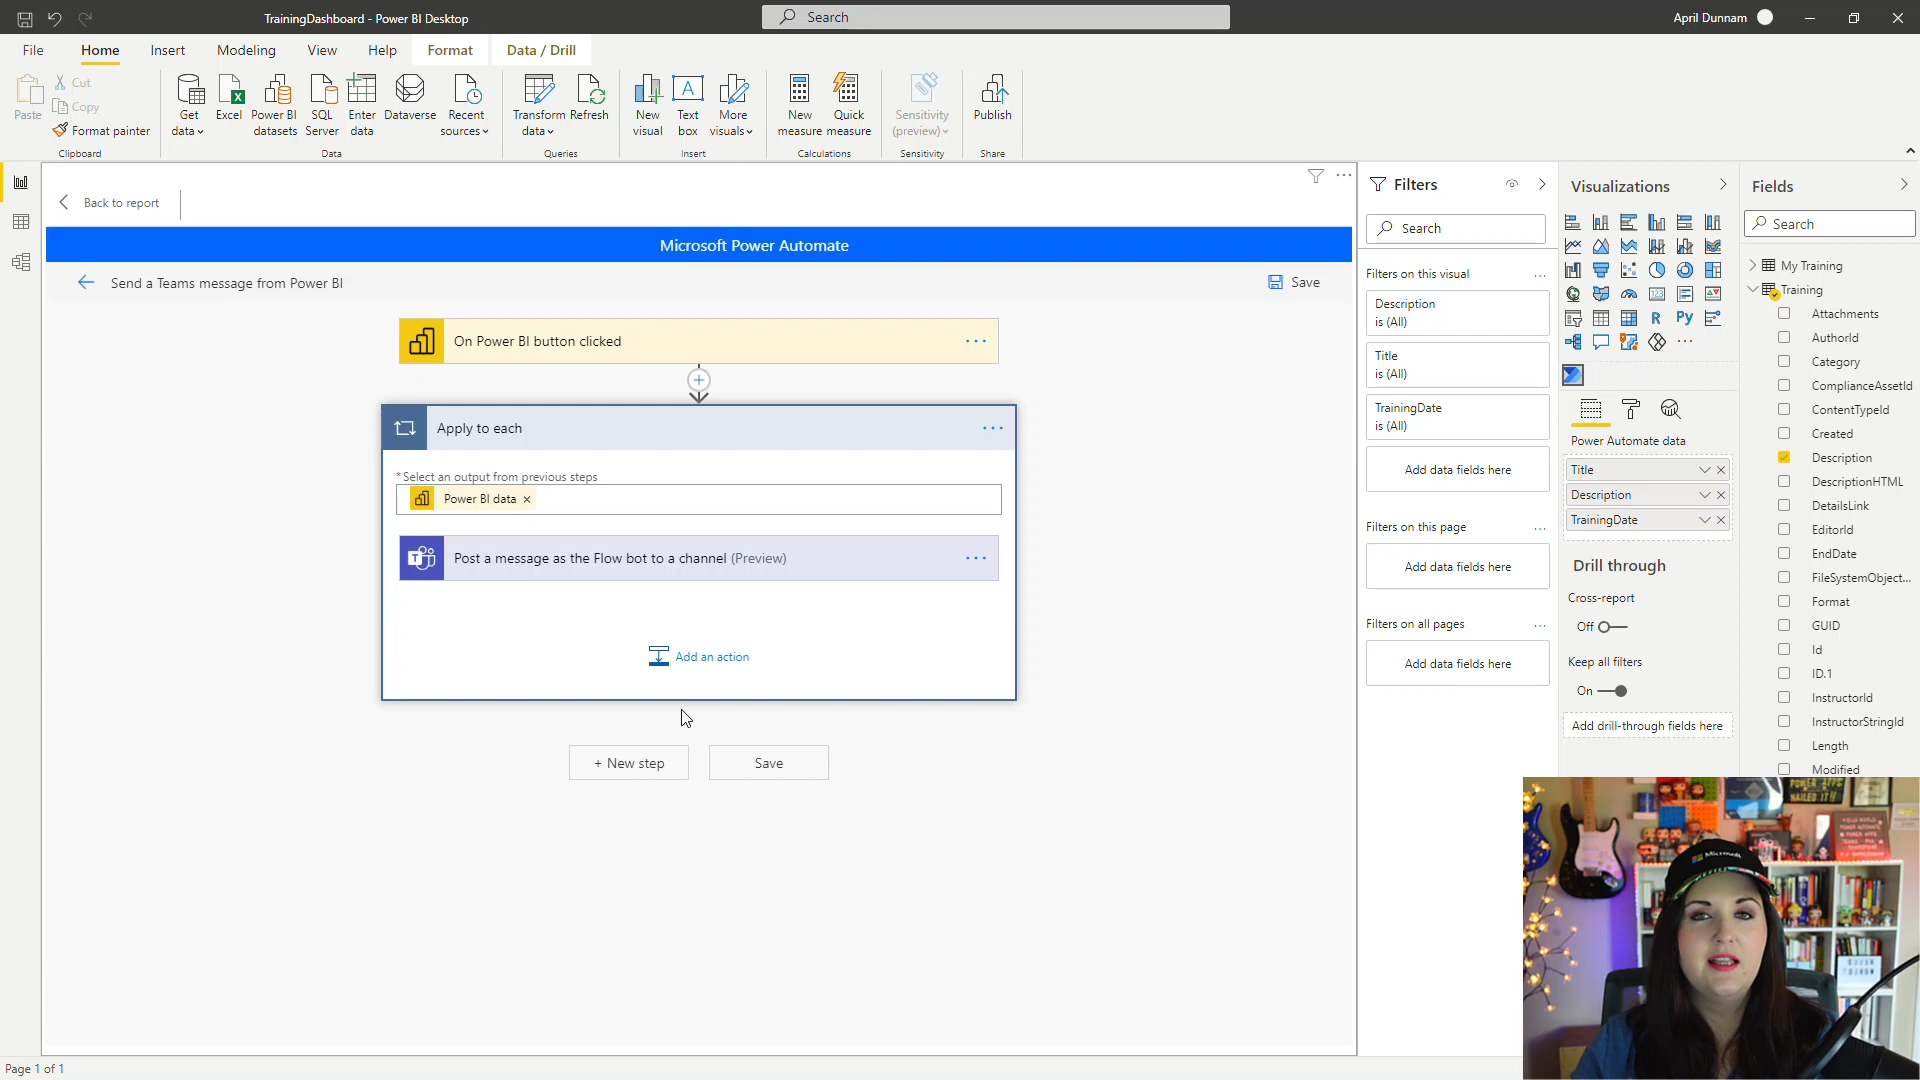 TrainingDashboard - Power BI Desktop
Search
April Dunnam
File
Home
Insert
Modeling
View
Help
Format
Data / Drill
Paste
Cut
Copy
Format painter
Clipboard
Get data
Excel
Power BI datasets
SQL Server
Enter data
Dataverse
Recent sources
Data
Transform data
Refresh
Queries
New visual
Text box
More visuals
Insert
New measure
Quick measure
Calculations
Sensitivity (preview)
Sensitivity
Publish
Share
Back to report
Microsoft Power Automate
Send a Teams message from Power BI
Save
On Power BI button clicked
Apply to each
* Select an output from previous steps
Power BI data ×
Post a message as the Flow bot to a channel (Preview)
Add an action
+ New step
Save
Filters
Search
Filters on this visual
Description
is (All)
Title
is (All)
TrainingDate
is (All)
Add data fields here
Filters on this page
Add data fields here
Filters on all pages
Add data fields here
Visualizations
R
Py
Power Automate data
Title
Description
TrainingDate
Drill through
Cross-report
Off
Keep all filters
On
Add drill-through fields here
Fields
Search
My Training
Training
Attachments
AuthorId
Category
ComplianceAssetId
ContentTypeId
Created
Description
DescriptionHTML
DetailsLink
EditorId
EndDate
FileSystemObject...
Format
GUID
Id
ID.1
InstructorId
InstructorStringId
Length
Modified
Page 1 of 1
Microsoft
NAILED IT!